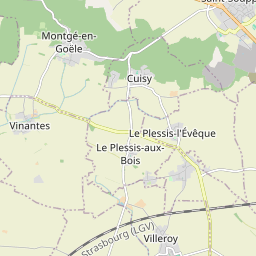 Montgé-en-
Goële
Cuisy
Vinantes
Le Plessis-l'Évêque
Le Plessis-aux-
Bois
Strasbourg (LGV)
Villeroy